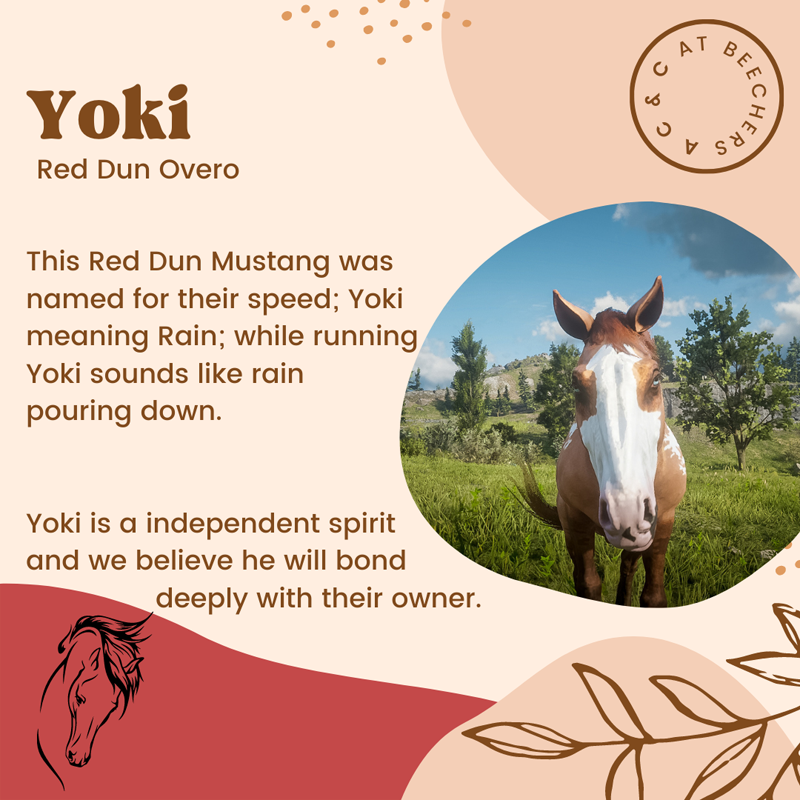 A C & C AT BEECHERS
Yoki
Red Dun Overo
This Red Dun Mustang was
named for their speed; Yoki
meaning Rain; while running
Yoki sounds like rain
pouring down.
Yoki is a independent spirit
and we believe he will bond
deeply with their owner.